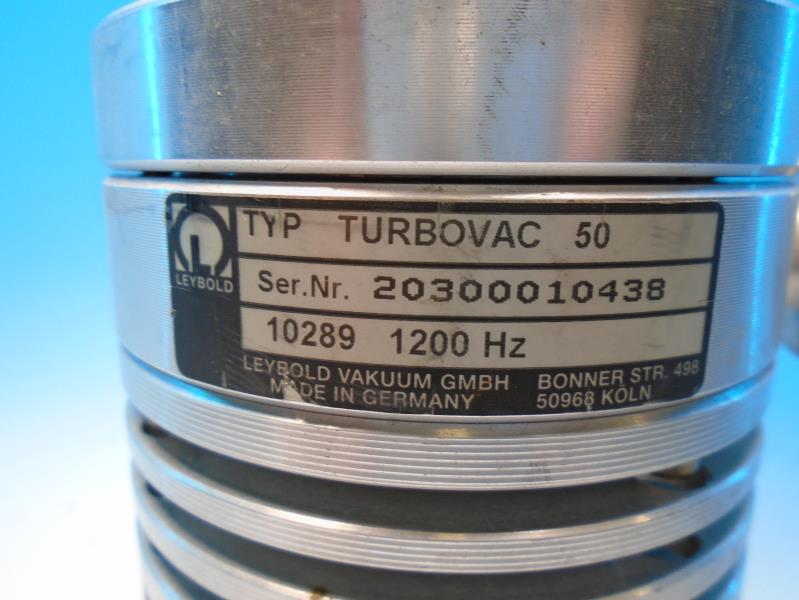 TYP TURBOVAC 50
LEYBOLD
Ser.Nr. 20300010438
10289 1200 Hz
LEYBOLD VAKUUM GMBH BONNER STR. 498
MADE IN GERMANY 50968 KÖLN